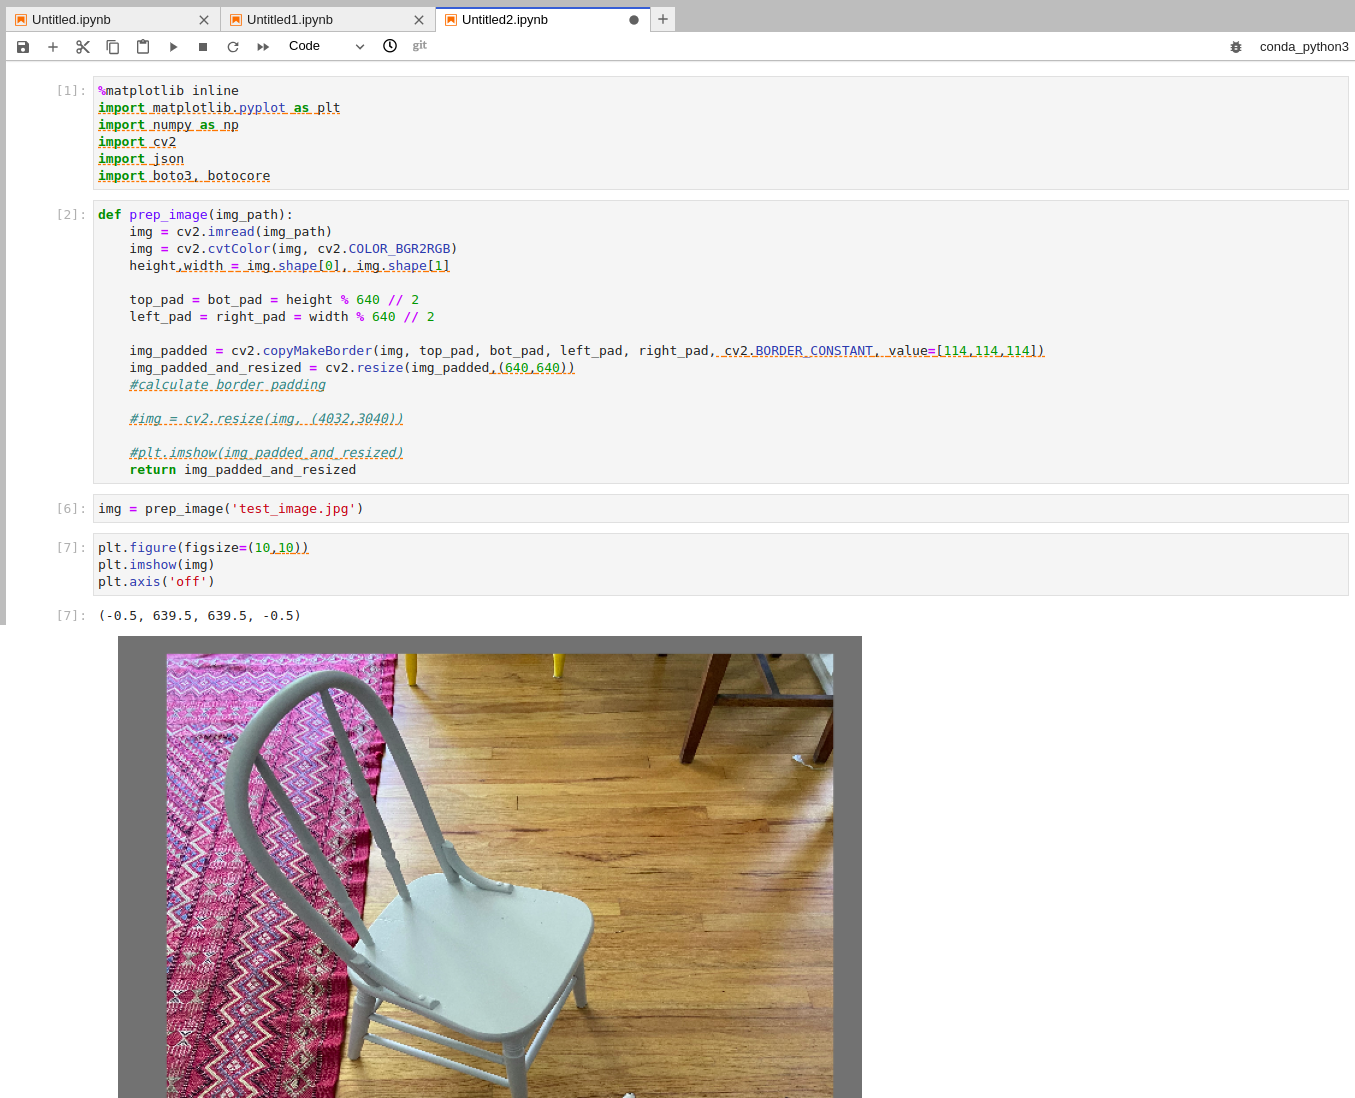 Untitled.ipynb
Untitled1.ipynb
Untitled2.ipynb
Code
git
conda_python3
[1]:
%matplotlib inline
import matplotlib.pyplot as plt
import numpy as np
import cv2
import json
import boto3, botocore
[2]:
def prep_image(img_path):
    img = cv2.imread(img_path)
    img = cv2.cvtColor(img, cv2.COLOR_BGR2RGB)
    height,width = img.shape[0], img.shape[1]
    top_pad = bot_pad = height % 640 // 2
    left_pad = right_pad = width % 640 // 2
    img_padded = cv2.copyMakeBorder(img, top_pad, bot_pad, left_pad, right_pad, cv2.BORDER_CONSTANT, value=[114,114,114])
    img_padded_and_resized = cv2.resize(img_padded,(640,640))
    #calculate border padding
    #img = cv2.resize(img, (4032,3040))
    #plt.imshow(img_padded_and_resized)
    return img_padded_and_resized
[6]:
img = prep_image('test_image.jpg')
[7]:
plt.figure(figsize=(10,10))
plt.imshow(img)
plt.axis('off')
[7]:
(-0.5, 639.5, 639.5, -0.5)